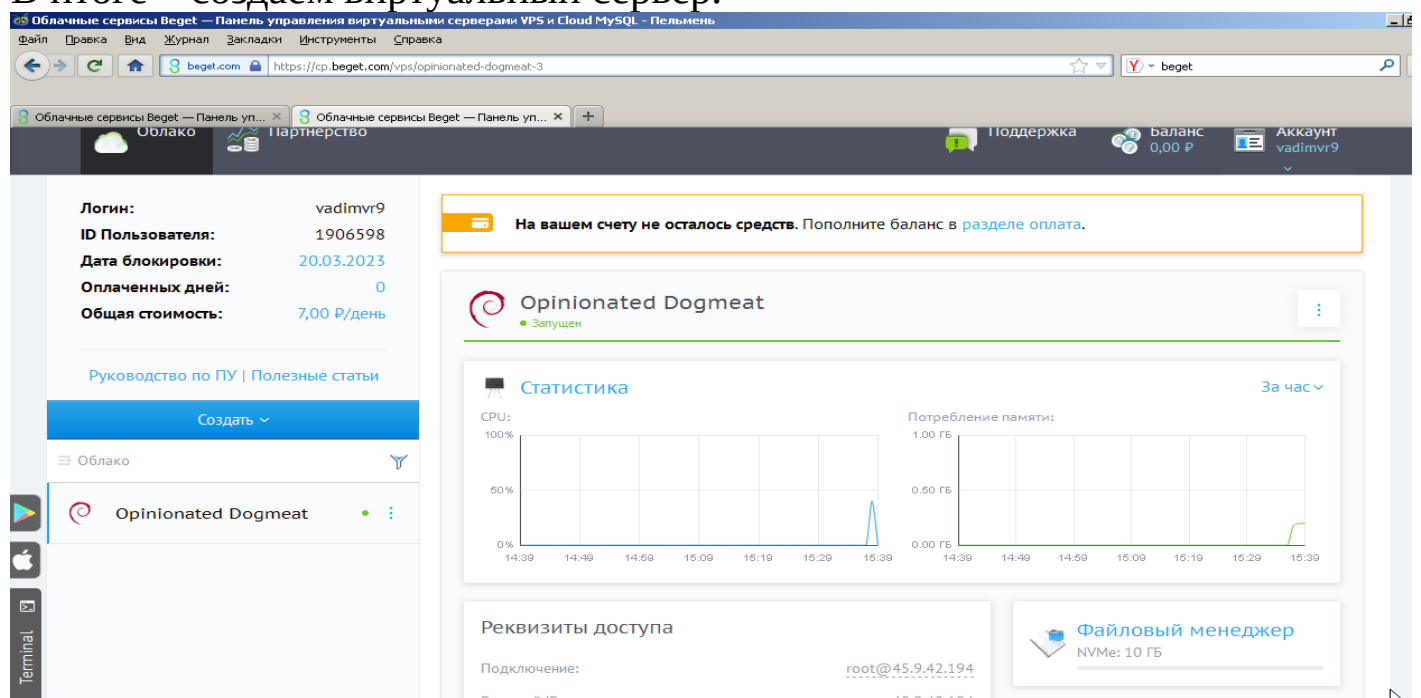 В итоге – создаём виртуальный сервер:
Облачные сервисы Beget — Панель управления виртуальными серверами VPS и Cloud MySQL - Пельмень
Файл Правка Вид Журнал Закладки Инструменты Справка
beget.com https://cp.beget.com/vps/opinionated-dogmeat-3 beget
Облачные сервисы Beget — Панель уп... × Облачные сервисы Beget — Панель уп... × +
Облако Партнерство Поддержка Баланс Аккаунт
0,00 ₽ vadimvr9
Логин: vadimvr9
ID Пользователя: 1906598
Дата блокировки: 20.03.2023
Оплаченных дней: 0
Общая стоимость: 7,00 ₽/день
Руководство по ПУ | Полезные статьи
Создать
Облако
Opinionated Dogmeat
Terminal
На вашем счету не осталось средств. Пополните баланс в разделе оплата.
Opinionated Dogmeat
Запущен
Статистика За час
CPU:
100%
50%
0%
14:39 14:49 14:59 15:09 15:19 15:29 15:39
Потребление памяти:
1.00 ГБ
0.50 ГБ
0.00 ГБ
14:39 14:49 14:59 15:09 15:19 15:29 15:39
Реквизиты доступа
Подключение: root@45.9.42.194
Файловый менеджер
NVMe: 10 ГБ